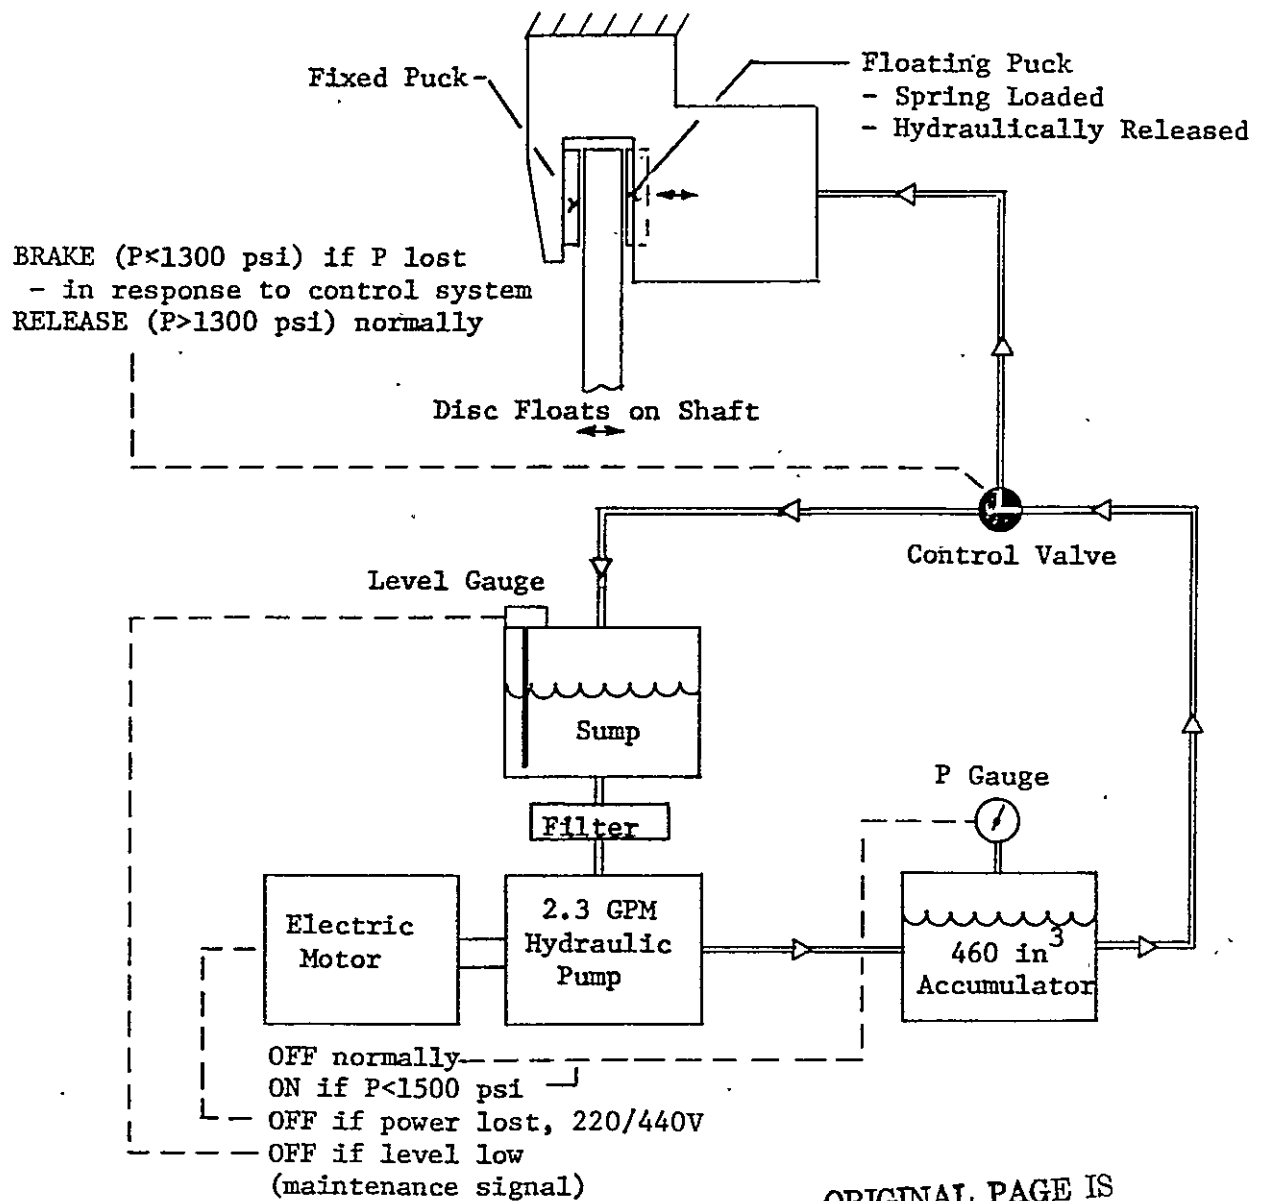 Fixed Puck
Floating Puck
- Spring Loaded
- Hydraulically Released
BRAKE (P<1300 psi) if P lost
- in response to control system
RELEASE (P>1300 psi) normally
Disc Floats on Shaft
Control Valve
Level Gauge
Sump
P Gauge
Filter
Electric
Motor
2.3 GPM
Hydraulic
Pump
460 in3
Accumulator
OFF normally
ON if P<1500 psi
OFF if power lost, 220/440V
OFF if level low
(maintenance signal)
ORIGINAL PAGE IS